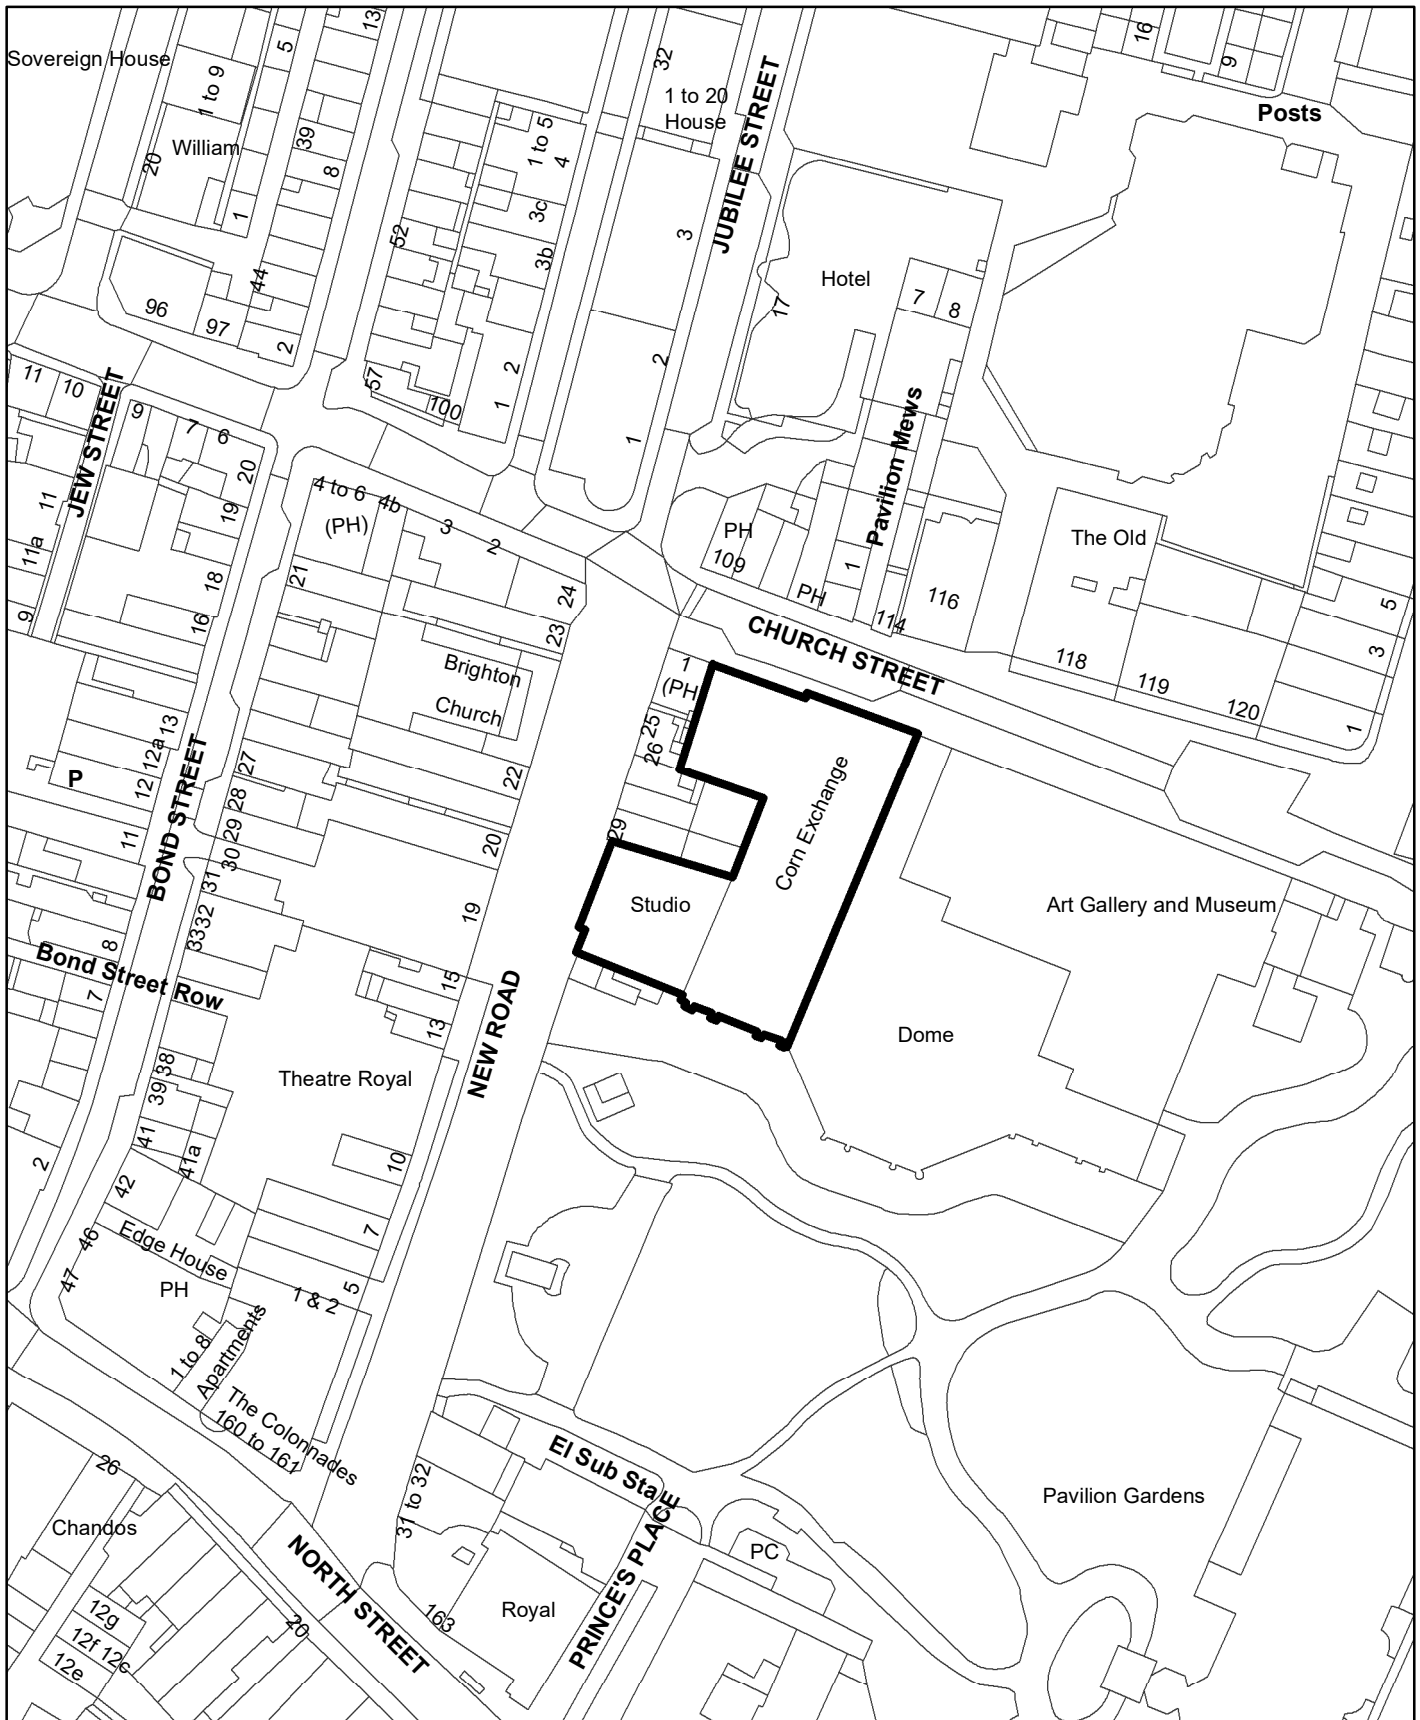 Sovereign House
1 to 9
5
13
32
1 to 20
House
JUBILEE STREET
16
9
Posts
20
William
39
8
1
1 to 5
4
3c
3b
52
3
Hotel
17
7
8
44
96
97
2
57
100
2
1
2
1
11
10
JEW STREET
9
7
6
20
19
18
16
11
11a
9
4 to 6
4b
(PH)
3
2
21
24
23
PH
109
PH
1
Pavilion Mews
114
116
The Old
118
119
120
5
3
1
CHURCH STREET
Brighton
Church
1
(PH
25
26
29
Corn Exchange
Studio
13
12a
12
11
P
BOND STREET
27
28
29
30
31
32
33
22
20
19
15
13
8
Bond Street Row
7
NEW ROAD
Art Gallery and Museum
Dome
Theatre Royal
38
39
41
41a
42
2
10
7
5
46
47
Edge House
PH
1 & 2
1 to 8
Apartments
The Colonnades
160 to 161
El Sub Sta
PRINCE'S PLACE
31 to 32
Pavilion Gardens
PC
26
Chandos
NORTH STREET
163
Royal
20
12g
12f
12c
12e